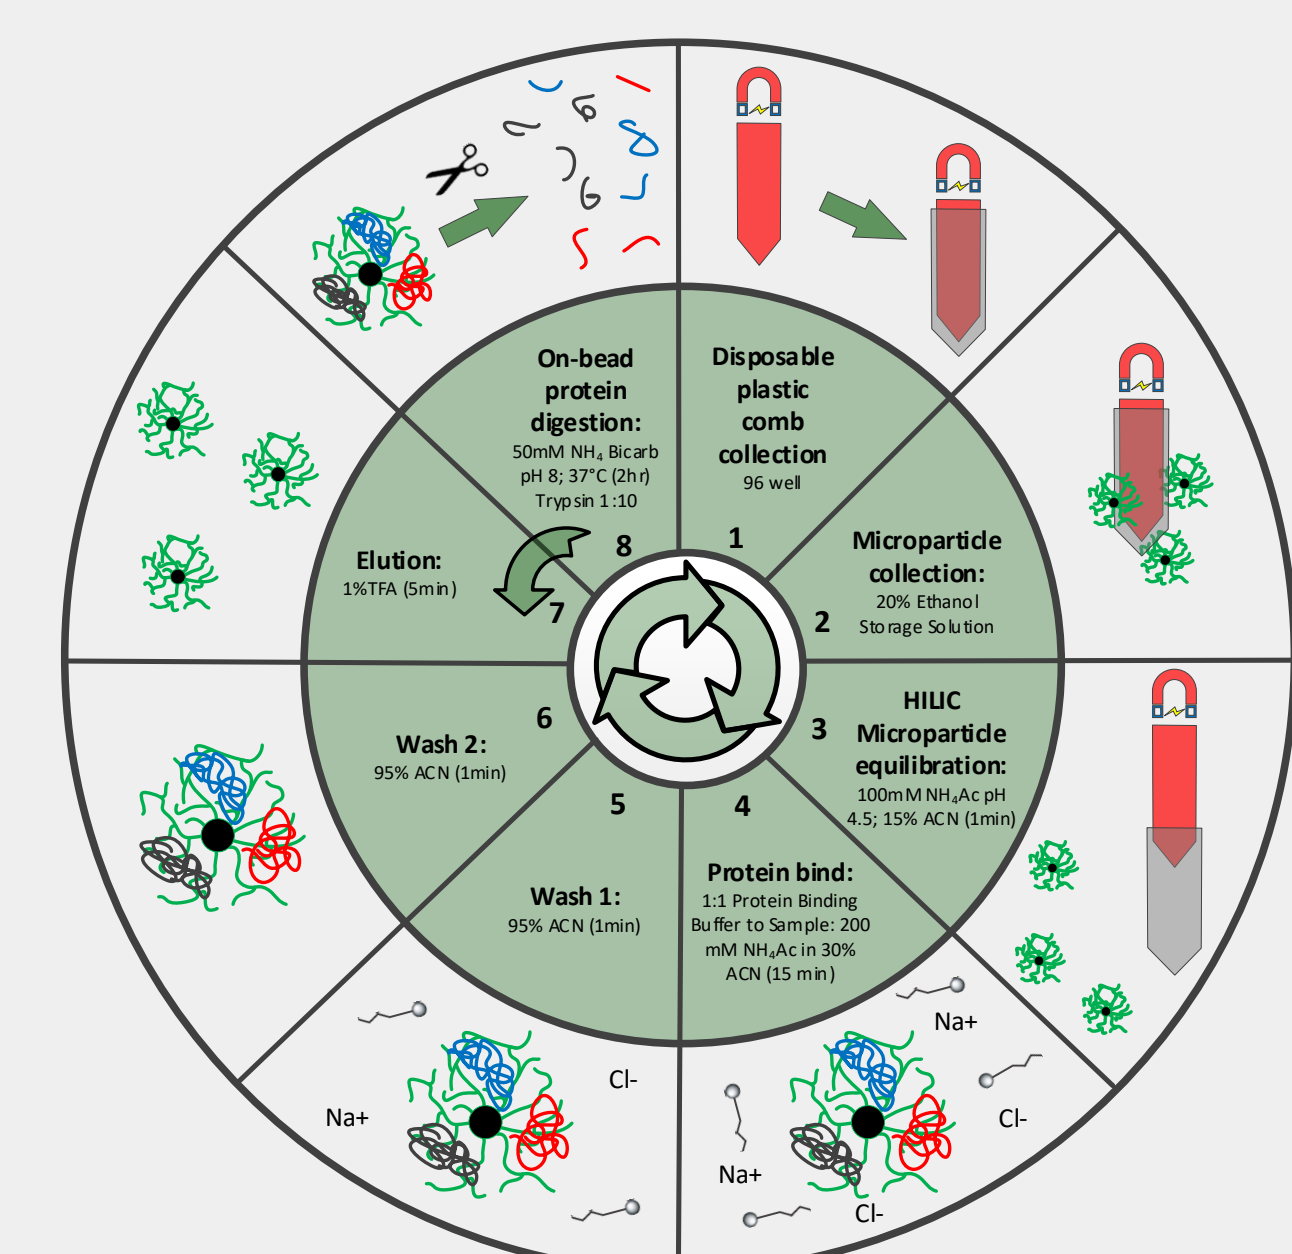 Disposable
plastic
comb
collection
96 well
1
Microparticle
collection:
20% Ethanol
Storage Solution
2
HILIC
Microparticle
equilibration:
100mM NH₄Ac pH
4.5; 15% ACN (1min)
3
Protein bind:
1:1 Protein Binding
Buffer to Sample: 200
mM NH₄Ac in 30%
ACN (15 min)
4
Na+
Cl-
Na+
Cl-
Wash 1:
95% ACN (1min)
5
Cl-
Na+
Wash 2:
95% ACN (1min)
6
Elution:
1%TFA (5min)
7
On-bead
protein
digestion:
50mM NH₄ Bicarb
pH 8; 37°C (2hr)
Trypsin 1:10
8